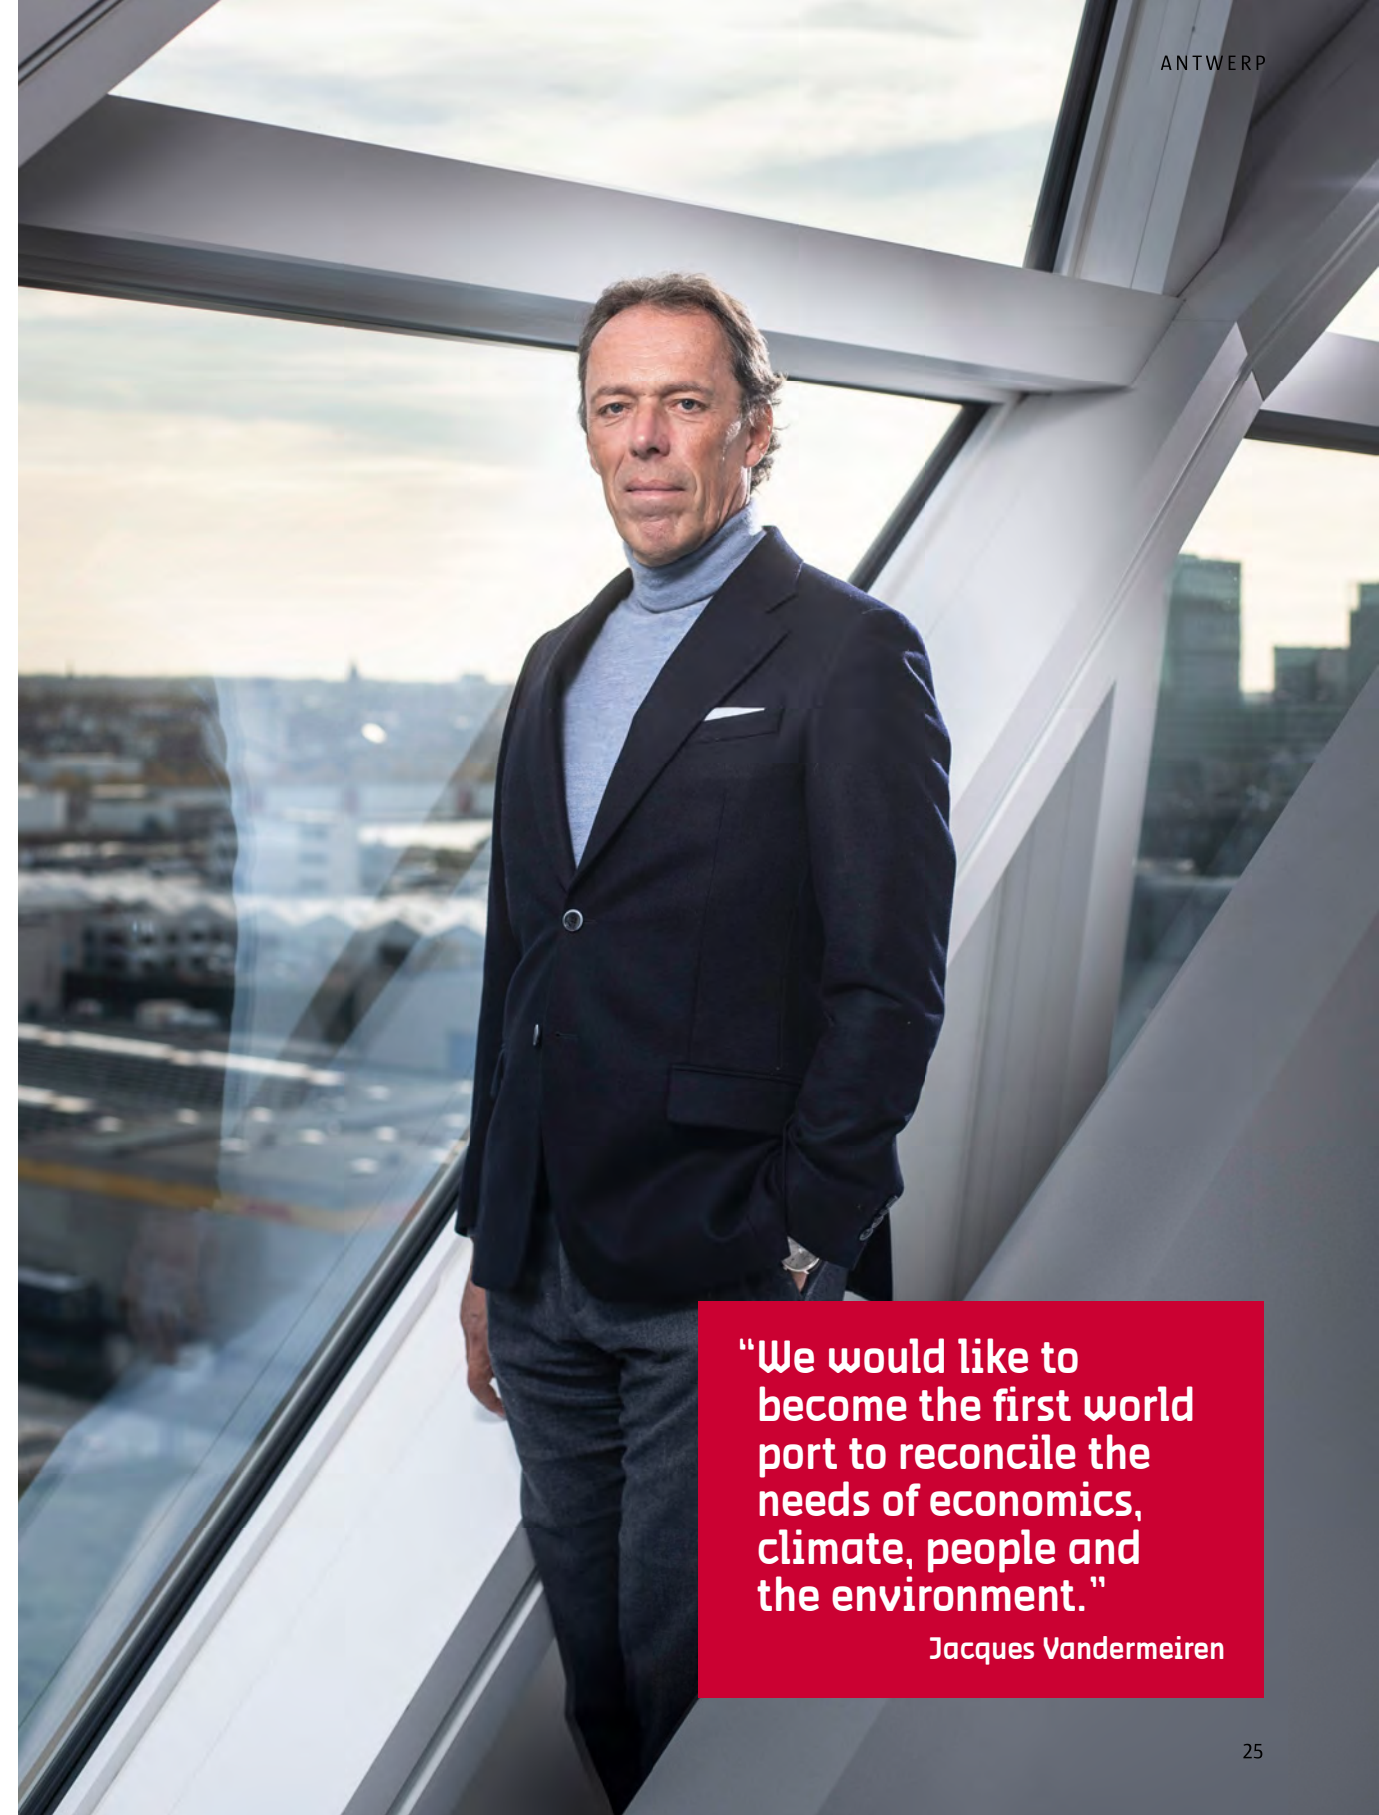 ANTWERP
“We would like to
become the first world
port to reconcile the
needs of economics,
climate, people and
the environment.”
Jacques Vandermeiren
25